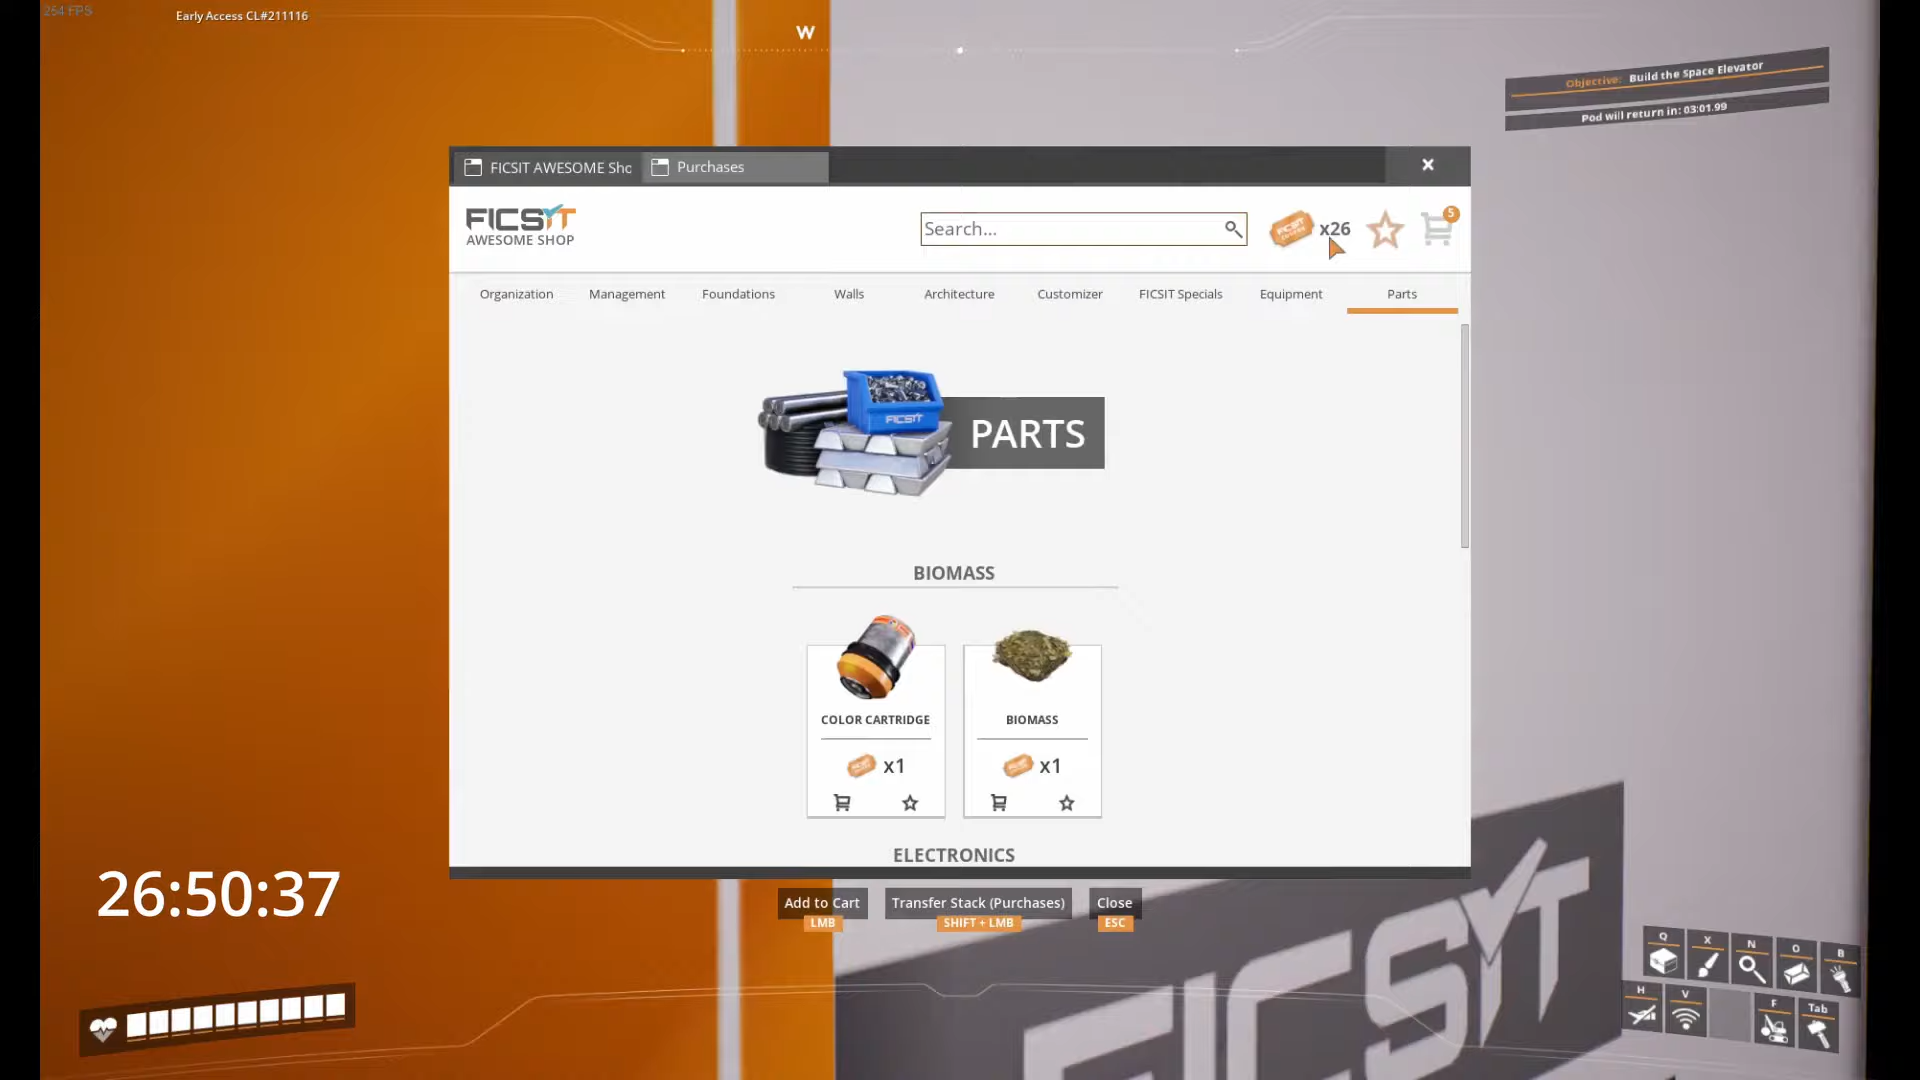 264 FPS
Early Access CL#211116
W
Objective: Build the Space Elevator
Pod will return in: 03:01.99
FICSIT AWESOME Sho
Purchases
FICSIT
AWESOME SHOP
Search...
x26
5
Organization
Management
Foundations
Walls
Architecture
Customizer
FICSIT Specials
Equipment
Parts
FICSIT
PARTS
BIOMASS
COLOR CARTRIDGE
BIOMASS
x1
x1
ELECTRONICS
26:50:37
Add to Cart
Transfer Stack (Purchases)
Close
LMB
SHIFT + LMB
ESC
FICSIT
Q
X
N
O
B
H
V
F
Tab